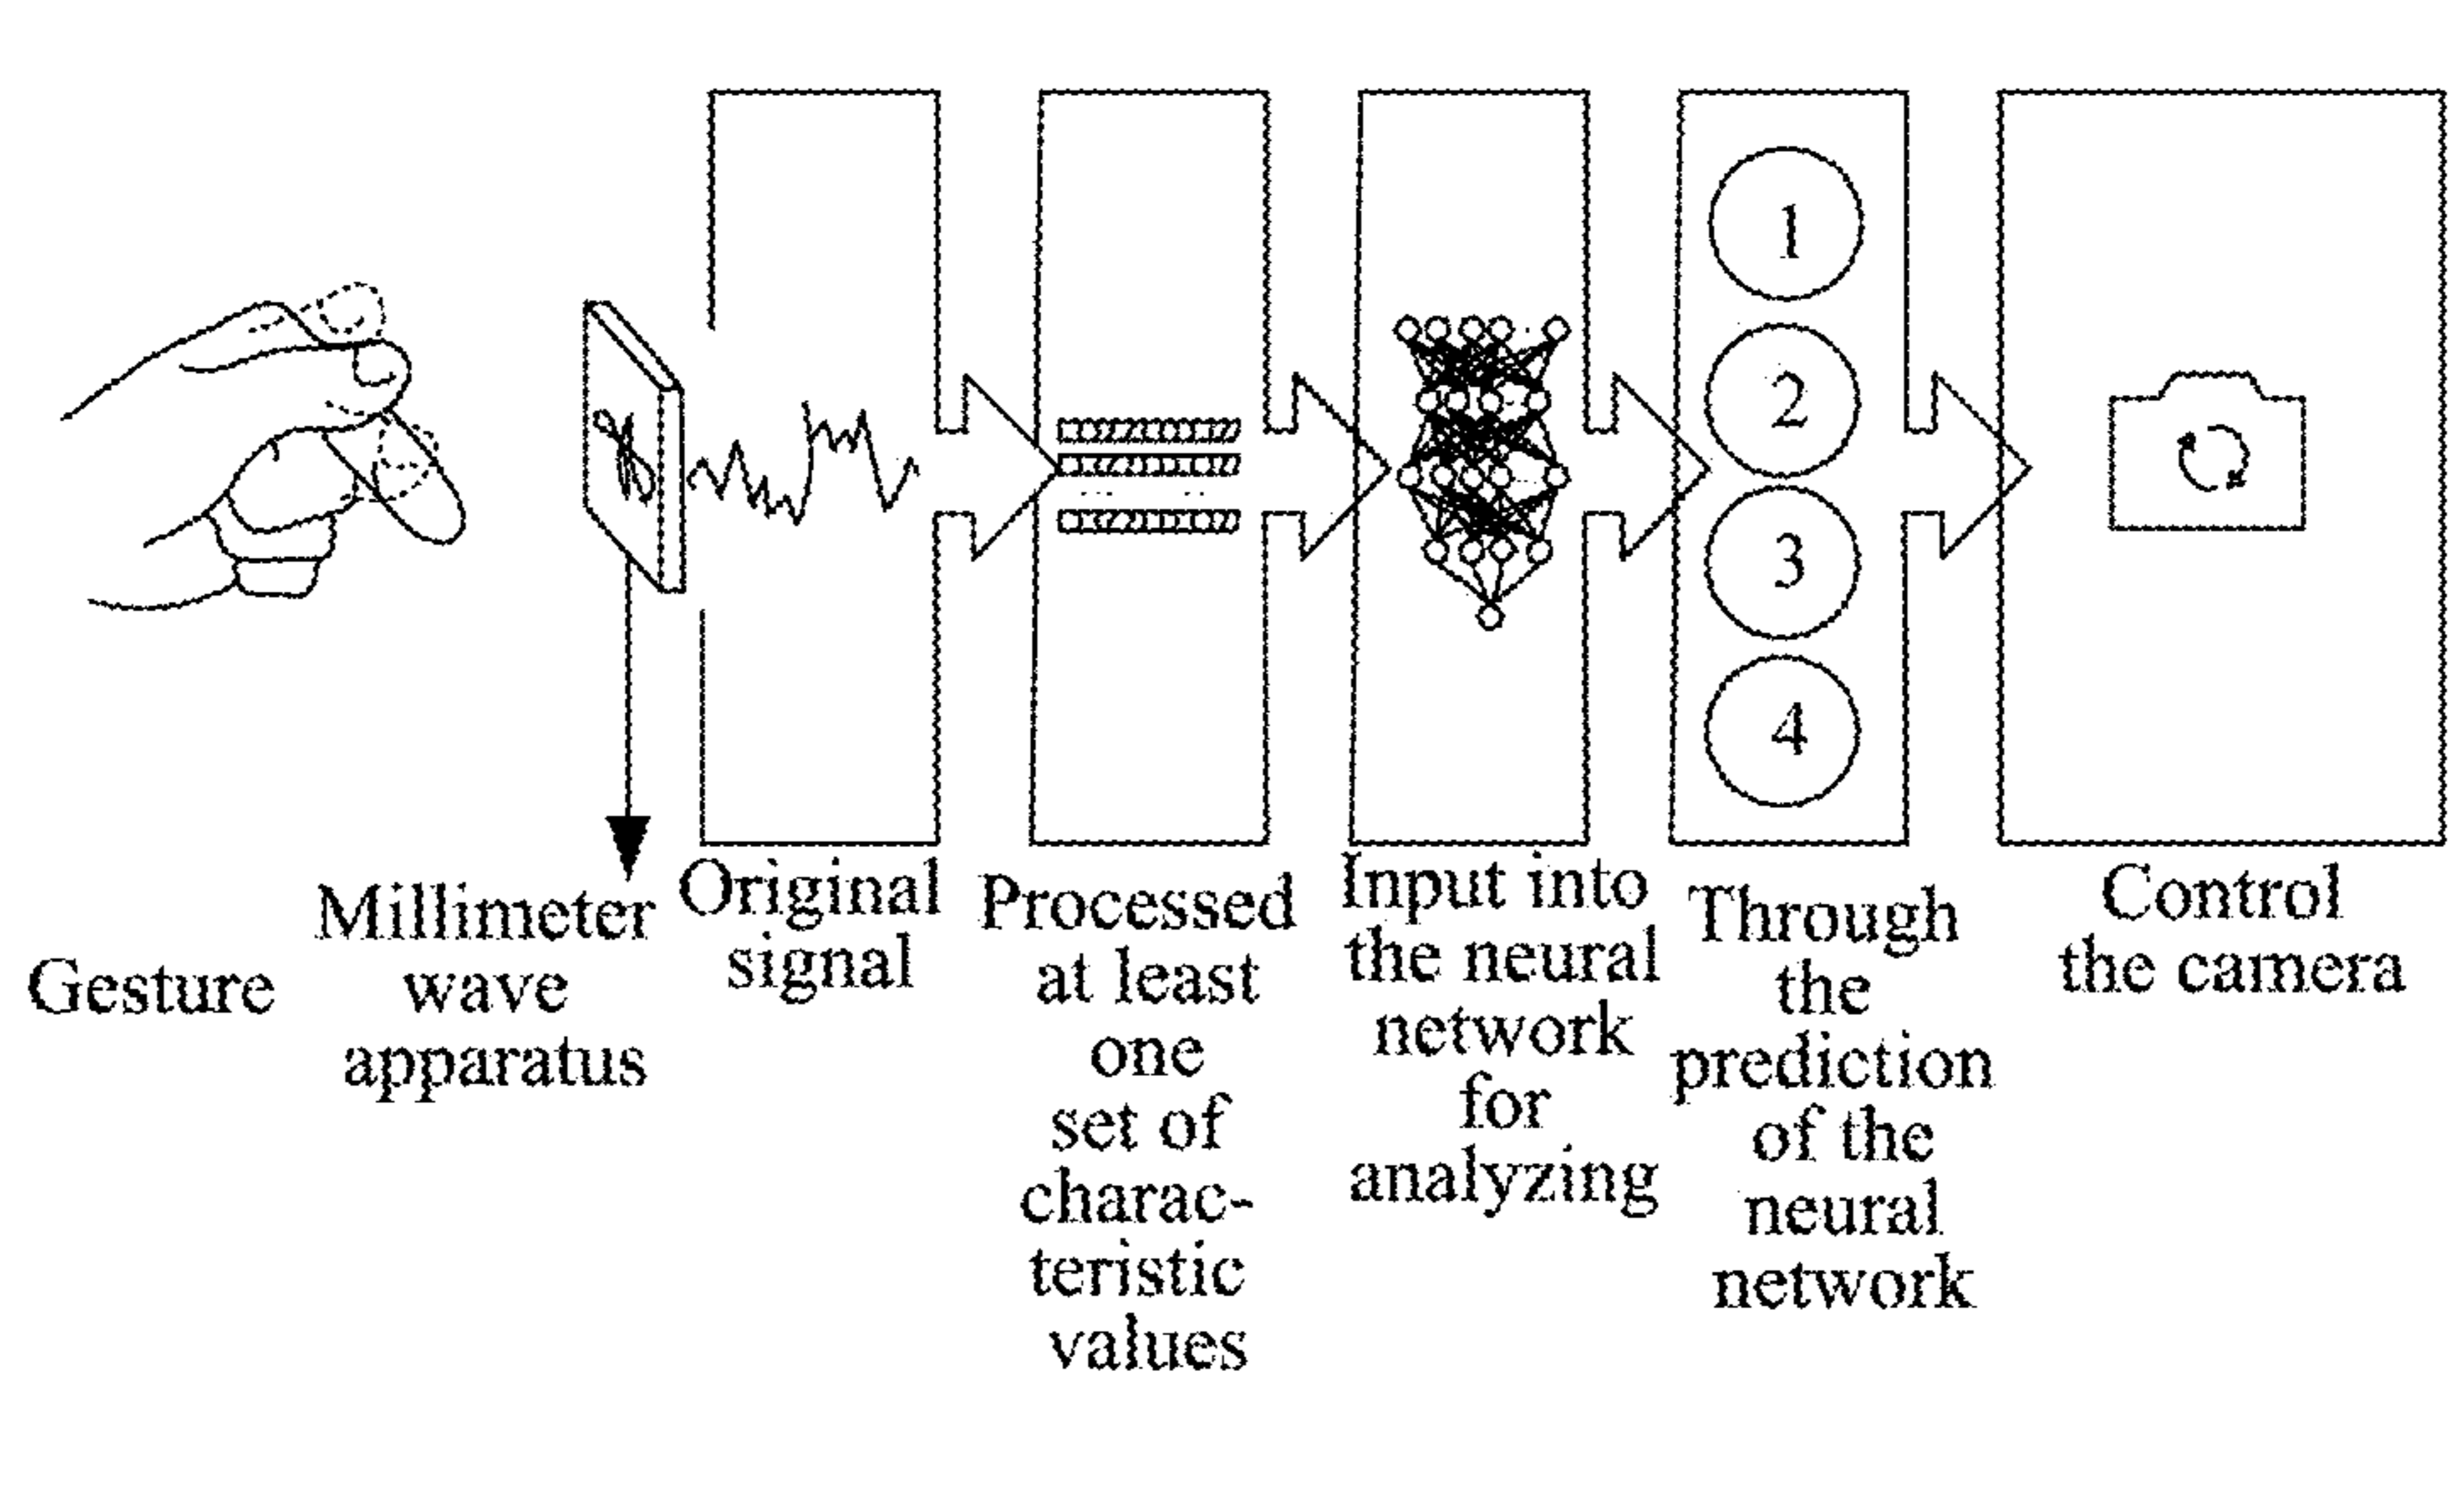 1
2
3
4
Gesture
Millimeter
wave
apparatus
Original
signal
Processed
at least
one
set of
charac-
teristic
values
Input into
the neural
network
for
analyzing
Through
the
prediction
of the
neural
network
Control
the camera